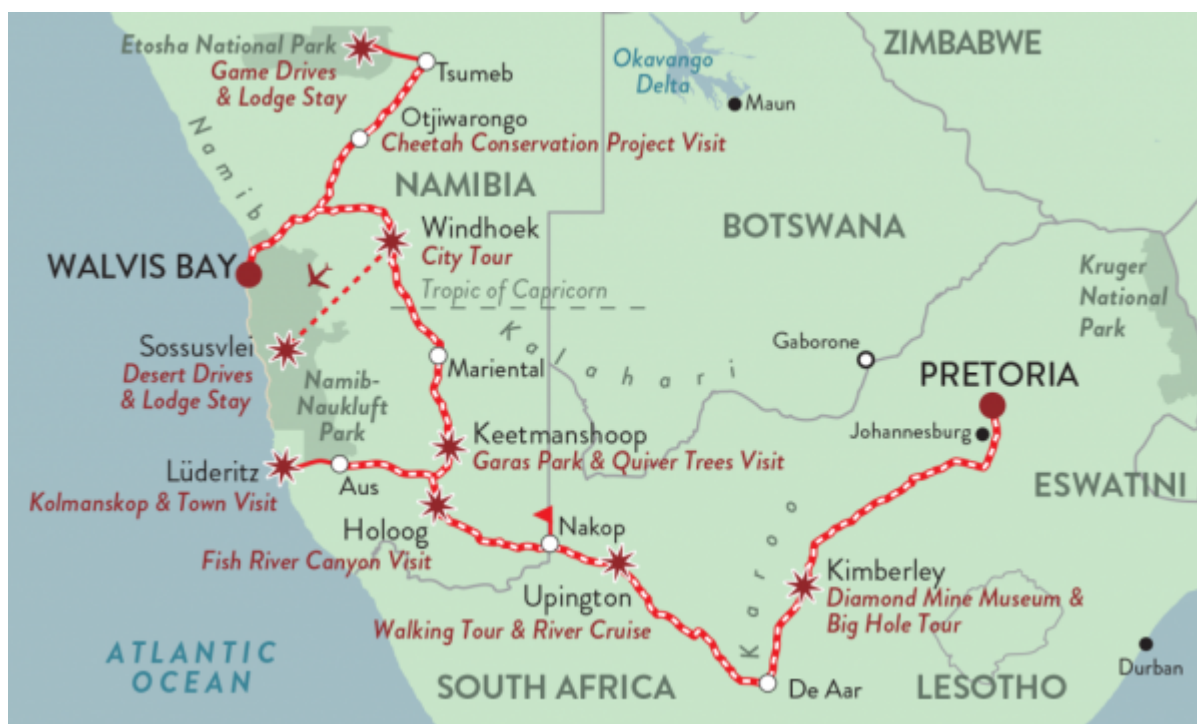 Etosha National Park
Game Drives
& Lodge Stay
Tsumeb
Okavango
Delta
ZIMBABWE
Maun
Otjiwarongo
Cheetah Conservation Project Visit
Namib
NAMIBIA
BOTSWANA
Windhoek
City Tour
WALVIS BAY
Tropic of Capricorn
Kruger
National
Park
Kalahari
Gaborone
Sossusvlei
Desert Drives
& Lodge Stay
Mariental
Namib-
Naukluft
Park
PRETORIA
Johannesburg
Keetmanshoop
Garas Park & Quiver Trees Visit
Lüderitz
Kolmanskop & Town Visit
Aus
ESWATINI
Holoog
Fish River Canyon Visit
Nakop
Karoo
Upington
Walking Tour & River Cruise
Kimberley
Diamond Mine Museum &
Big Hole Tour
ATLANTIC
OCEAN
SOUTH AFRICA
De Aar
LESOTHO
Durban